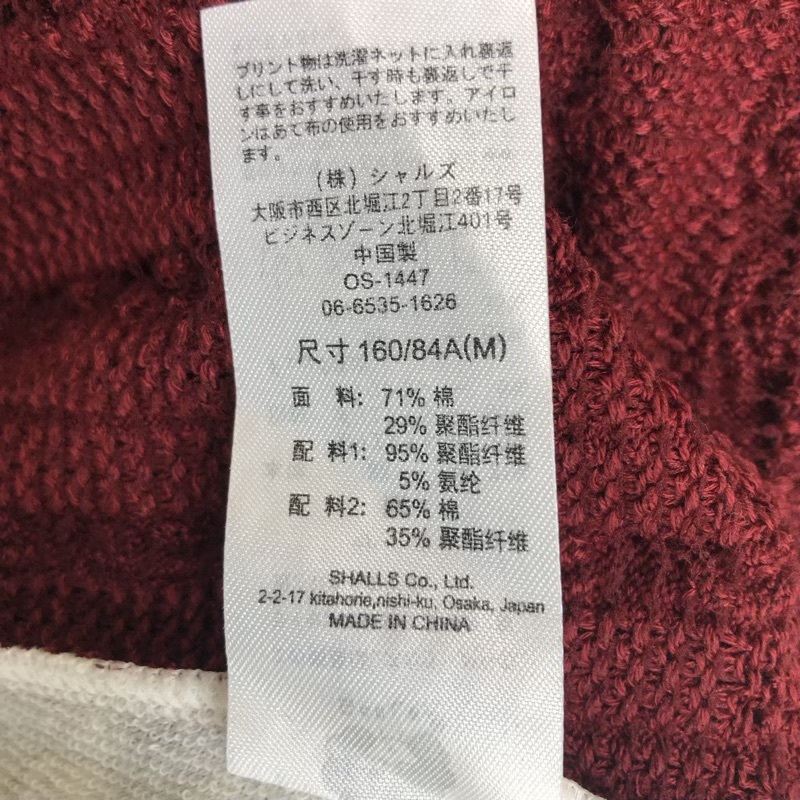 プリント物は洗濯ネットに入れ裏返
しにして洗い、干す時も裏返しで干
す事をおすすめいたします。アイロ
ンはあて布の使用をおすすめいたし
ます。
(株) シャルズ
大阪市西区北堀江2丁目2番17号
ビジネスゾーン北堀江401号
中国製
OS-1447
06-6535-1626
尺寸 160/84A(M)
面 料: 71% 棉
29% 聚酯纤维
配 料1: 95% 聚酯纤维
5% 氨纶
配 料2: 65% 棉
35% 聚酯纤维
SHALLS Co., Ltd.
2-2-17 kitahorie,nishi-ku, Osaka, Japan
MADE IN CHINA